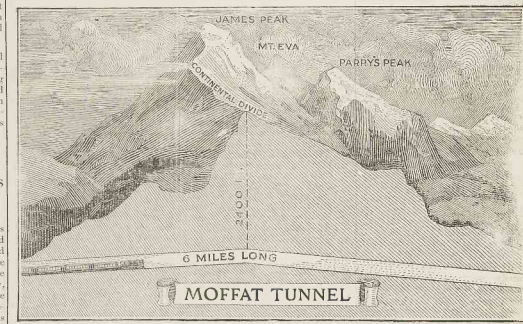 JAMES PEAK
MT. EVA
PARRYS PEAK
CONTINENTAL DIVIDE
2400
6 MILES LONG
MOFFAT TUNNEL